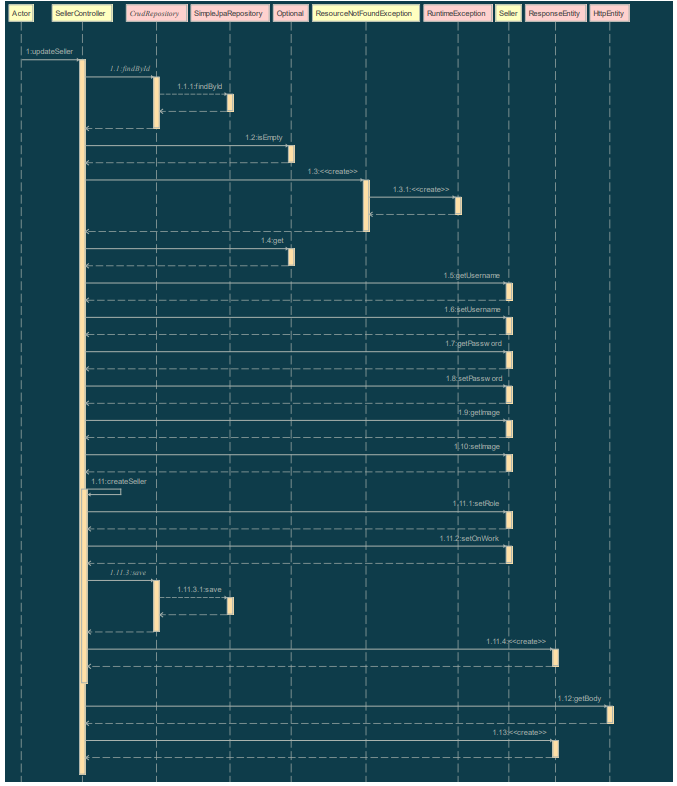 Actor
SellerController
CrudRepository
SimpleJpaRepository
Optional
ResourceNotFoundException
RuntimeException
Seller
ResponseEntity
HttpEntity
1:updateSeller
1.1:findById
1.1.1:findById
1.2:isEmpty
1.3:<<create>>
1.3.1:<<create>>
1.4:get
1.5:getUsername
1.6:setUsername
1.7:getPassword
1.8:setPassword
1.9:getImage
1.10:setImage
1.11:createSeller
1.11.1:setRole
1.11.2:setOnWork
1.11.3:save
1.11.3.1:save
1.11.4:<<create>>
1.12:getBody
1.13:<<create>>